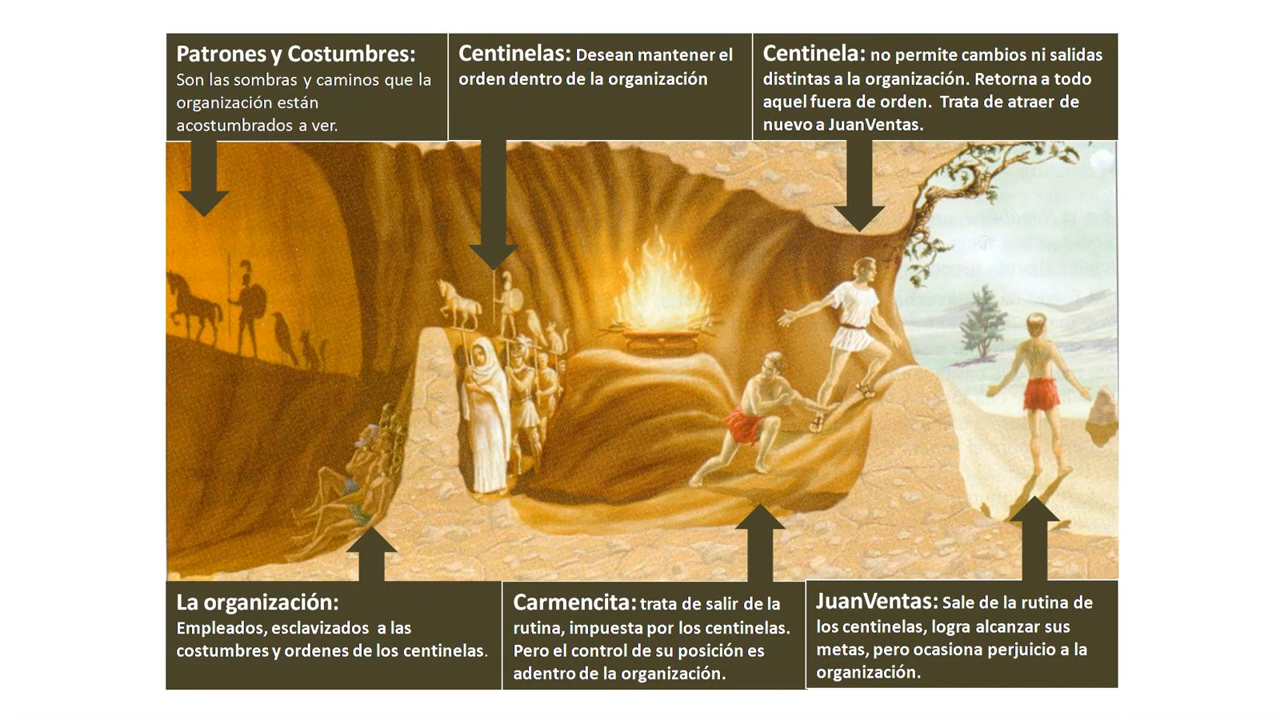 Patrones y Costumbres:
Son las sombras y caminos que la
organización están
acostumbrados a ver.
Centinelas: Desean mantener el
orden dentro de la organización
Centinela: no permite cambios ni salidas
distintas a la organización. Retorna a todo
aquel fuera de orden. Trata de atraer de
nuevo a JuanVentas.
La organización:
Empleados, esclavizados a las
costumbres y ordenes de los centinelas.
Carmencita: trata de salir de la
rutina, impuesta por los centinelas.
Pero el control de su posición es
adentro de la organización.
JuanVentas: Sale de la rutina de
los centinelas, logra alcanzar sus
metas, pero ocasiona perjuicio a la
organización.